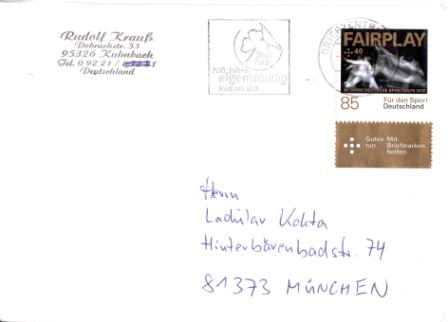 Rudolf Krauß
Dobrachstr. 53
95326 Kulmbach
Tel. 0 92 21 /
Deutschland
200 Jahre
eigenständig
BRIEFZENTRUM
FAIRPLAY
+ 40
85
Für den Sport
Deutschland
Gutes
tun
Mit
Briefmarken
helfen
Herrn
Ladislav Kokta
Hinterbärenbadstr. 74
81373 MÜNCHEN